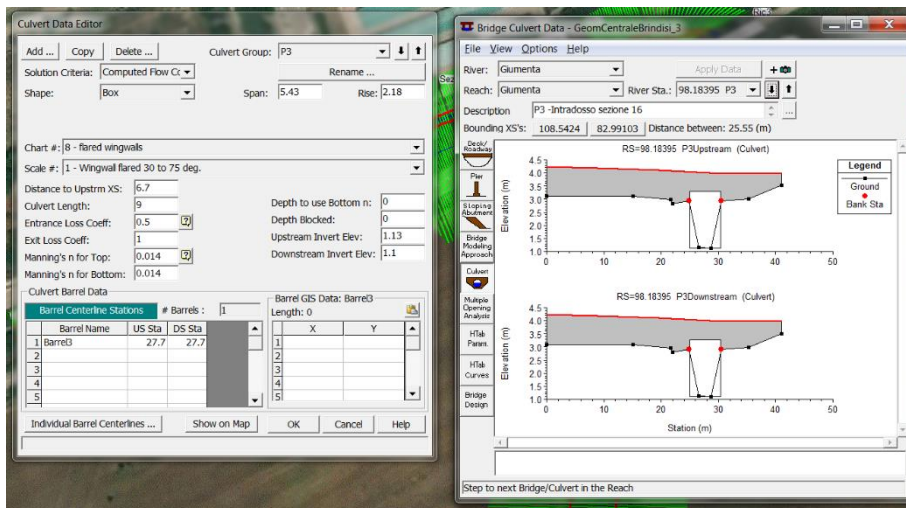 Culvert Data Editor
Add ... Copy Delete ... Culvert Group: P3
Solution Criteria: Computed Flow Cc Rename ...
Shape: Box Span: 5.43 Rise: 2.18
Chart #: 8 - flared wingwalls
Scale #: 1 - Wingwall flared 30 to 75 deg.
Distance to Upstrm XS: 6.7
Culvert Length: 9 Depth to use Bottom n: 0
Entrance Loss Coeff: 0.5 Depth Blocked: 0
Exit Loss Coeff: 1 Upstream Invert Elev: 1.13
Manning's n for Top: 0.014 Downstream Invert Elev: 1.1
Manning's n for Bottom: 0.014
Culvert Barrel Data
Barrel Centerline Stations # Barrels : 1
Barrel Name US Sta DS Sta
1 Barrel3 27.7 27.7
2
3
4
5
Barrel GIS Data: Barrel3
Length: 0
X Y
1
2
3
4
5
Individual Barrel Centerlines ... Show on Map OK Cancel Help
Bridge Culvert Data - GeomCentraleBrindisi_3
File View Options Help
River: Giumenta Apply Data
Reach: Giumenta River Sta.: 98.18395 P3
Description P3 -Intradosso sezione 16 ...
Bounding XS's: 108.5424 82.99103 Distance between: 25.55 (m)
Deck/
Roadway
Pier
Sloping
Abutment
Bridge
Modeling
Approach
Culvert
Multiple
Opening
Analysis
HTab
Param.
HTab
Curves
Bridge
Design
RS=98.18395 P3Upstream (Culvert)
Elevation (m)
4.5
4.0
3.5
3.0
2.5
2.0
1.5
1.0
0 10 20 30 40 50
Legend
Ground
Bank Sta
RS=98.18395 P3Downstream (Culvert)
Elevation (m)
4.5
4.0
3.5
3.0
2.5
2.0
1.5
1.0
0 10 20 30 40 50
Station (m)
Step to next Bridge/Culvert in the Reach